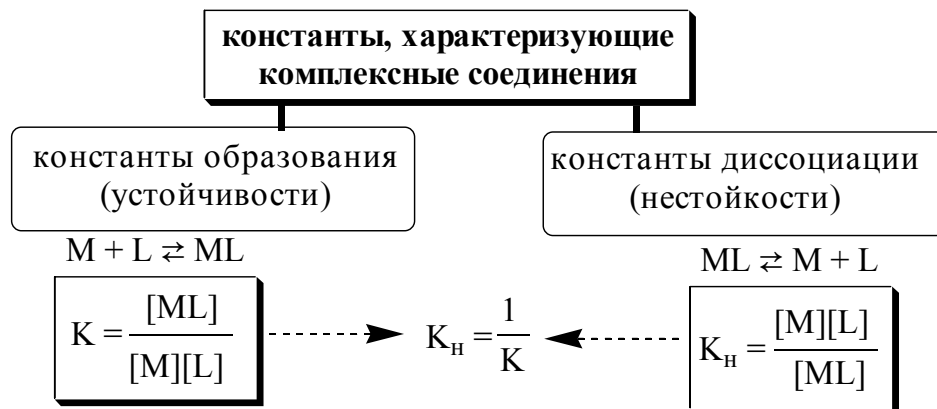 константы, характеризующие
комплексные соединения
константы образования
(устойчивости)
константы диссоциации
(нестойкости)
M + L ⇄ ML
ML ⇄ M + L
K = [ML] / [M][L]
Kн = 1 / K
Kн = [M][L] / [ML]